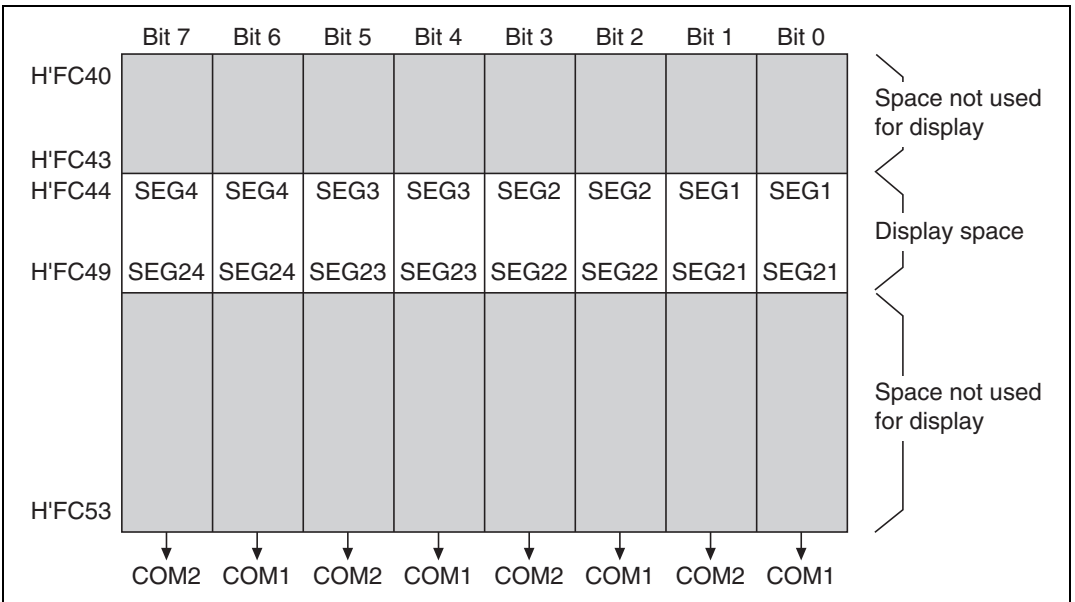 Bit 7 Bit 6 Bit 5 Bit 4 Bit 3 Bit 2 Bit 1 Bit 0
H'FC40
Space not used
for display
H'FC43
H'FC44 SEG4 SEG4 SEG3 SEG3 SEG2 SEG2 SEG1 SEG1
Display space
H'FC49 SEG24 SEG24 SEG23 SEG23 SEG22 SEG22 SEG21 SEG21
Space not used
for display
H'FC53
COM2 COM1 COM2 COM1 COM2 COM1 COM2 COM1